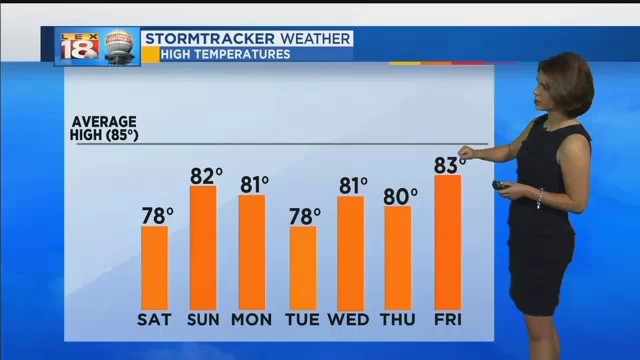 LEX
18
STORMTRACKER WEATHER
HIGH TEMPERATURES
AVERAGE
HIGH (85°)
78° 82° 81° 78° 81° 80° 83°
SAT SUN MON TUE WED THU FRI